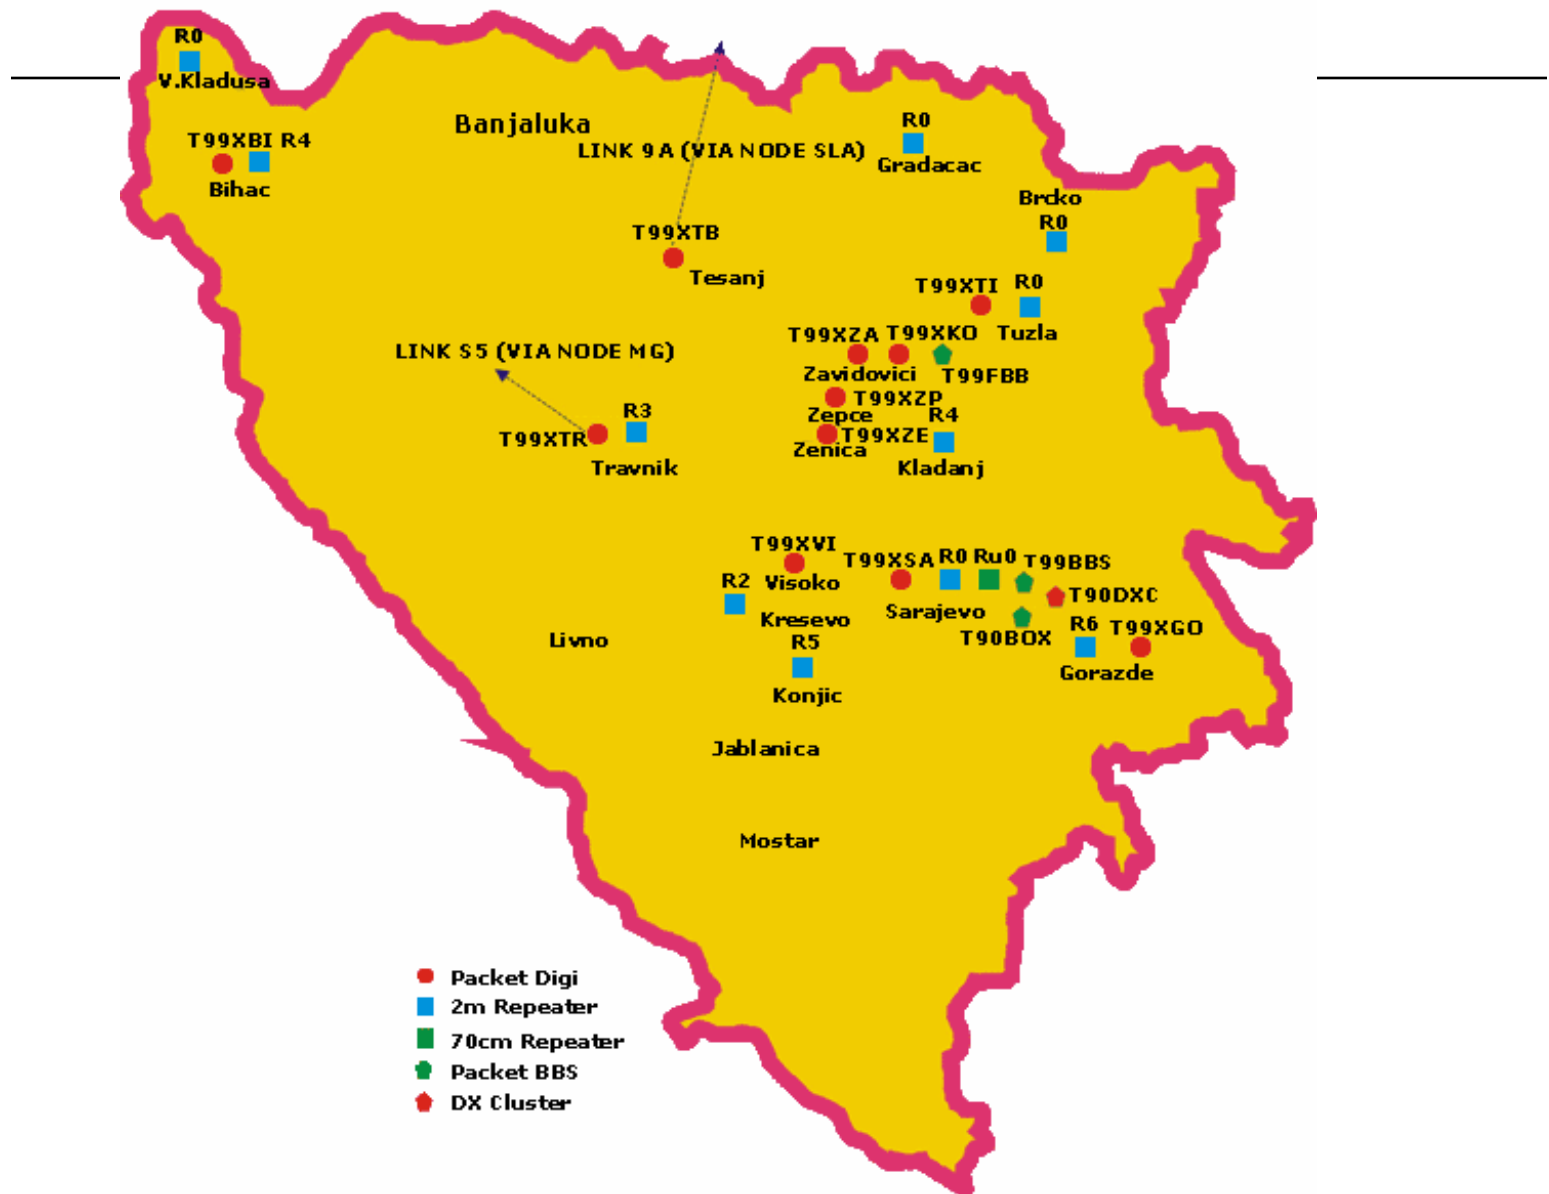 R0
V.Kladusa
Banjaluka
T99XBI R4
Bihac
LINK 9A (VIA NODE SLA)
R0
Gradacac
Brcko
R0
T99XTB
Tesanj
T99XTI R0
Tuzla
T99XZA T99XKO
Zavidovici
T99FBB
LINK S5 (VIA NODE MG)
T99XZP
Zepce
R4
T99XZE
Zenica
Kladanj
R3
T99XTR
Travnik
T99XVI
Visoko
T99XSA R0 Ru0 T99BBS
R2
T90DXC
Sarajevo
Kresevo
T90BOX
R6 T99XGO
Gorazde
Livno
R5
Konjic
Jablanica
Mostar
Packet Digi
2m Repeater
70cm Repeater
Packet BBS
DX Cluster